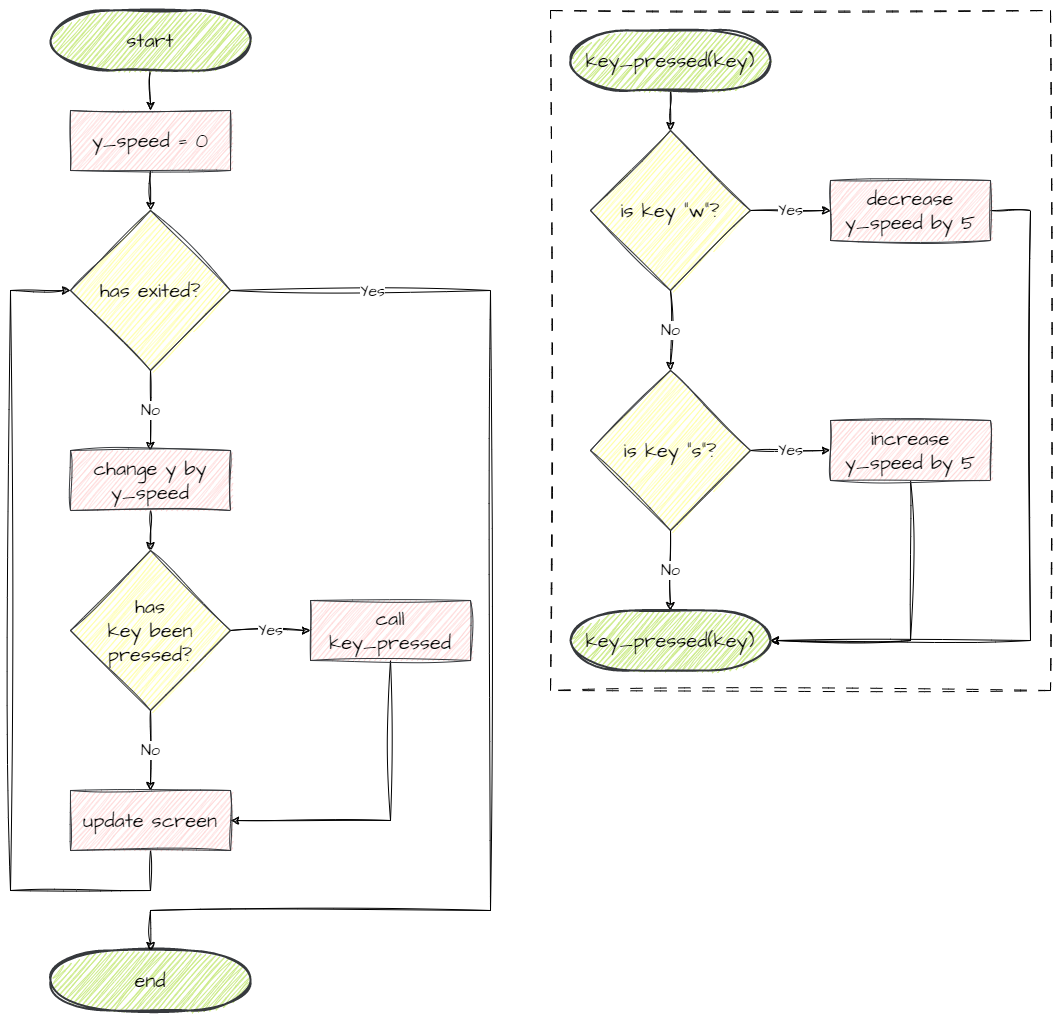 start
y_speed = 0
has exited?
Yes
No
change y by
y_speed
has
key been
pressed?
Yes
call
key_pressed
No
update screen
end
key_pressed(key)
is key "w"?
Yes
decrease
y_speed by 5
No
is key "s"?
Yes
increase
y_speed by 5
No
key_pressed(key)